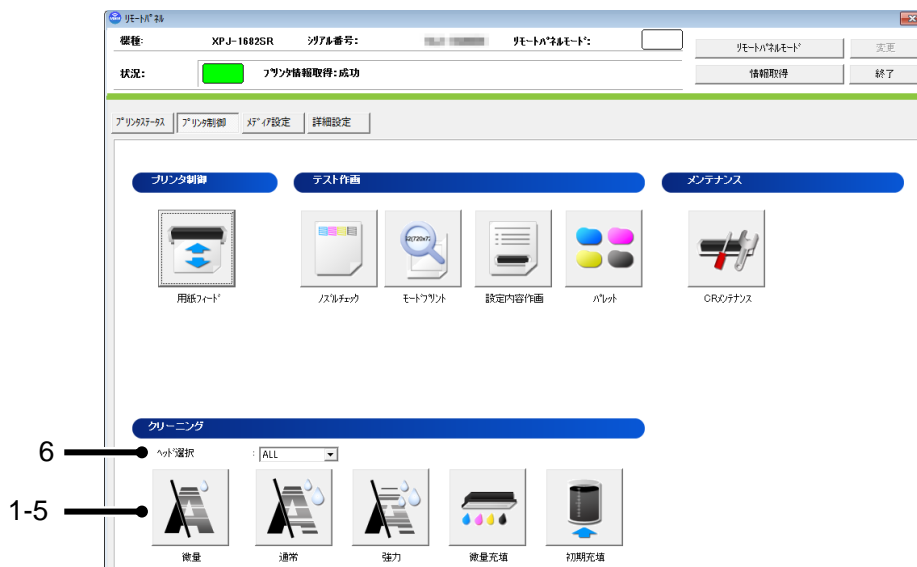 リモートパネル
機種: XPJ-1682SR シリアル番号: リモートパネルモード: リモートパネルモード 変更
状況: プリンタ情報取得:成功 情報取得 終了
プリンタステータス プリンタ制御 メディア設定 詳細設定
プリンタ制御 テスト作画 メンテナンス
用紙フィード ノズルチェック モードプリント 設定内容作画 パレット CRメンテナンス
クリーニング
6 ヘッド選択 : ALL
1-5
微量 通常 強力 微量充填 初期充填